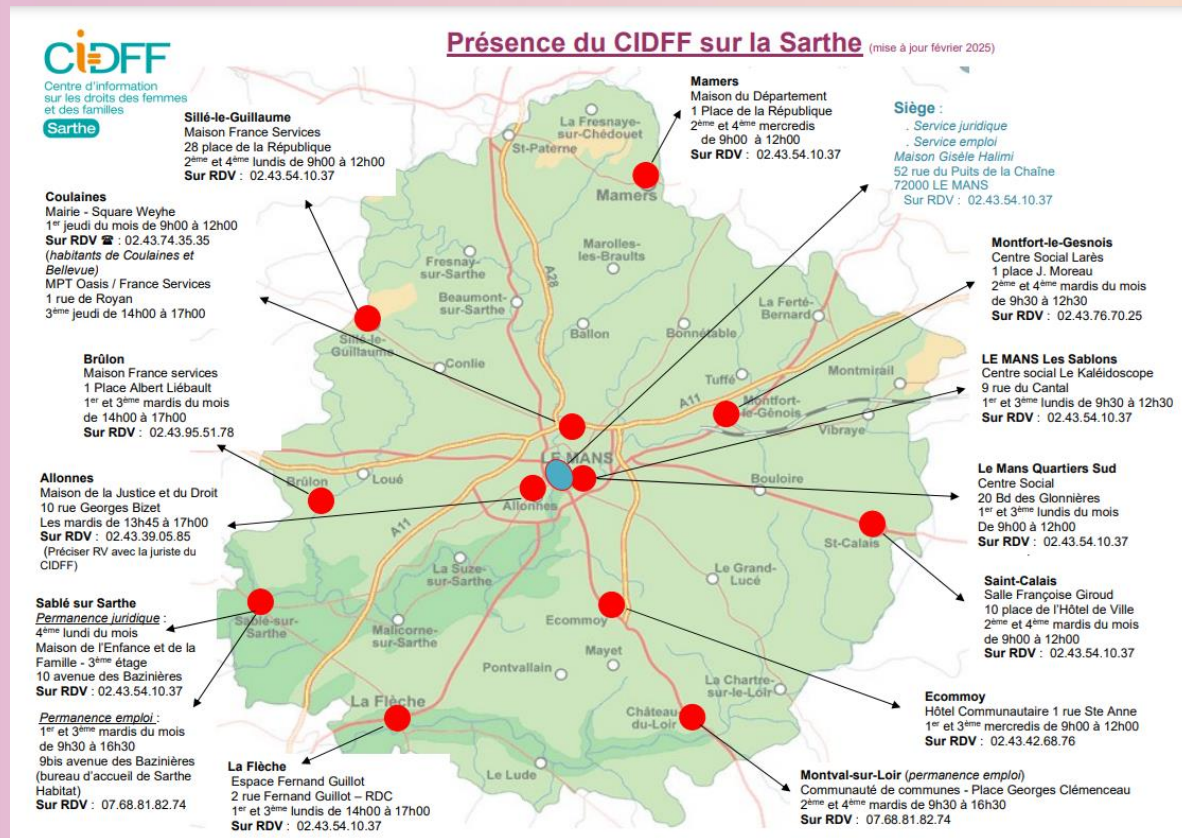 CIDFF
Centre d'information
sur les droits des femmes
et des familles
Sarthe
Présence du CIDFF sur la Sarthe (mise à jour février 2025)
Sillé-le-Guillaume
Maison France Services
28 place de la République
2ème et 4ème lundis de 9h00 à 12h00
Sur RDV : 02.43.54.10.37
Mamers
Maison du Département
1 Place de la République
2ème et 4ème mercredis
de 9h00 à 12h00
Sur RDV : 02.43.54.10.37
Siège :
. Service juridique
. Service emploi
Maison Gisèle Halimi
52 rue du Puits de la Chaîne
72000 LE MANS
Sur RDV : 02.43.54.10.37
Coulaines
Mairie - Square Weyhe
1er jeudi du mois de 9h00 à 12h00
Sur RDV ☎ : 02.43.74.35.35
(habitants de Coulaines et
Bellevue)
MPT Oasis / France Services
1 rue de Royan
3ème jeudi de 14h00 à 17h00
Montfort-le-Gesnois
Centre Social Larès
1 place J. Moreau
2ème et 4ème mardis du mois
de 9h30 à 12h30
Sur RDV : 02.43.76.70.25
Brûlon
Maison France services
1 Place Albert Liébault
1er et 3ème mardis du mois
de 14h00 à 17h00
Sur RDV : 02.43.95.51.78
LE MANS Les Sablons
Centre social Le Kaléidoscope
9 rue du Cantal
1er et 3ème lundis de 9h30 à 12h30
Sur RDV : 02.43.54.10.37
Allonnes
Maison de la Justice et du Droit
10 rue Georges Bizet
Les mardis de 13h45 à 17h00
Sur RDV : 02.43.39.05.85
(Préciser RV avec la juriste du
CIDFF)
Le Mans Quartiers Sud
Centre Social
20 Bd des Glonnières
1er et 3ème lundis du mois
De 9h00 à 12h00
Sur RDV : 02.43.54.10.37
Sablé sur Sarthe
Permanence juridique :
4ème lundi du mois
Maison de l'Enfance et de la
Famille - 3ème étage
10 avenue des Bazinières
Sur RDV : 02.43.54.10.37
Permanence emploi :
1er et 3ème mardis du mois
de 9h30 à 16h30
9bis avenue des Bazinières
(bureau d'accueil de Sarthe
Habitat)
Sur RDV : 07.68.81.82.74
Saint-Calais
Salle Françoise Giroud
10 place de l'Hôtel de Ville
2ème et 4ème mardis du mois
de 9h00 à 12h00
Sur RDV : 02.43.54.10.37
Ecommoy
Hôtel Communautaire 1 rue Ste Anne
1er et 3ème mercredis de 9h00 à 12h00
Sur RDV : 02.43.42.68.76
La Flèche
Espace Fernand Guillot
2 rue Fernand Guillot – RDC
1er et 3ème lundis de 14h00 à 17h00
Sur RDV : 02.43.54.10.37
Montval-sur-Loir (permanence emploi)
Communauté de communes - Place Georges Clémenceau
2ème et 4ème mardis de 9h30 à 16h30
Sur RDV : 07.68.81.82.74
La Fresnaye-
sur-Chédouet
St-Paterne
Mamers
Marolles-
les-Braults
Fresnay-
sur-Sarthe
A28
Beaumont-
sur-Sarthe
La Ferté-
Bernard
Ballon
Bonnétable
Sillé-le-
Guillaume
Conlie
Tuffé
Montmirail
A11
Montfort-
le-Gênois
Vibraye
LE MANS
Brûlon
Loué
Bouloire
Allonnes
A11
St-Calais
La Suze-
sur-Sarthe
Le Grand-
Lucé
Sablé-sur-
Sarthe
Malicorne-
sur-Sarthe
Ecommoy
Mayet
Pontvallain
La Chartre-
sur-le-Loir
La Flèche
Château-
du-Loir
Le Lude